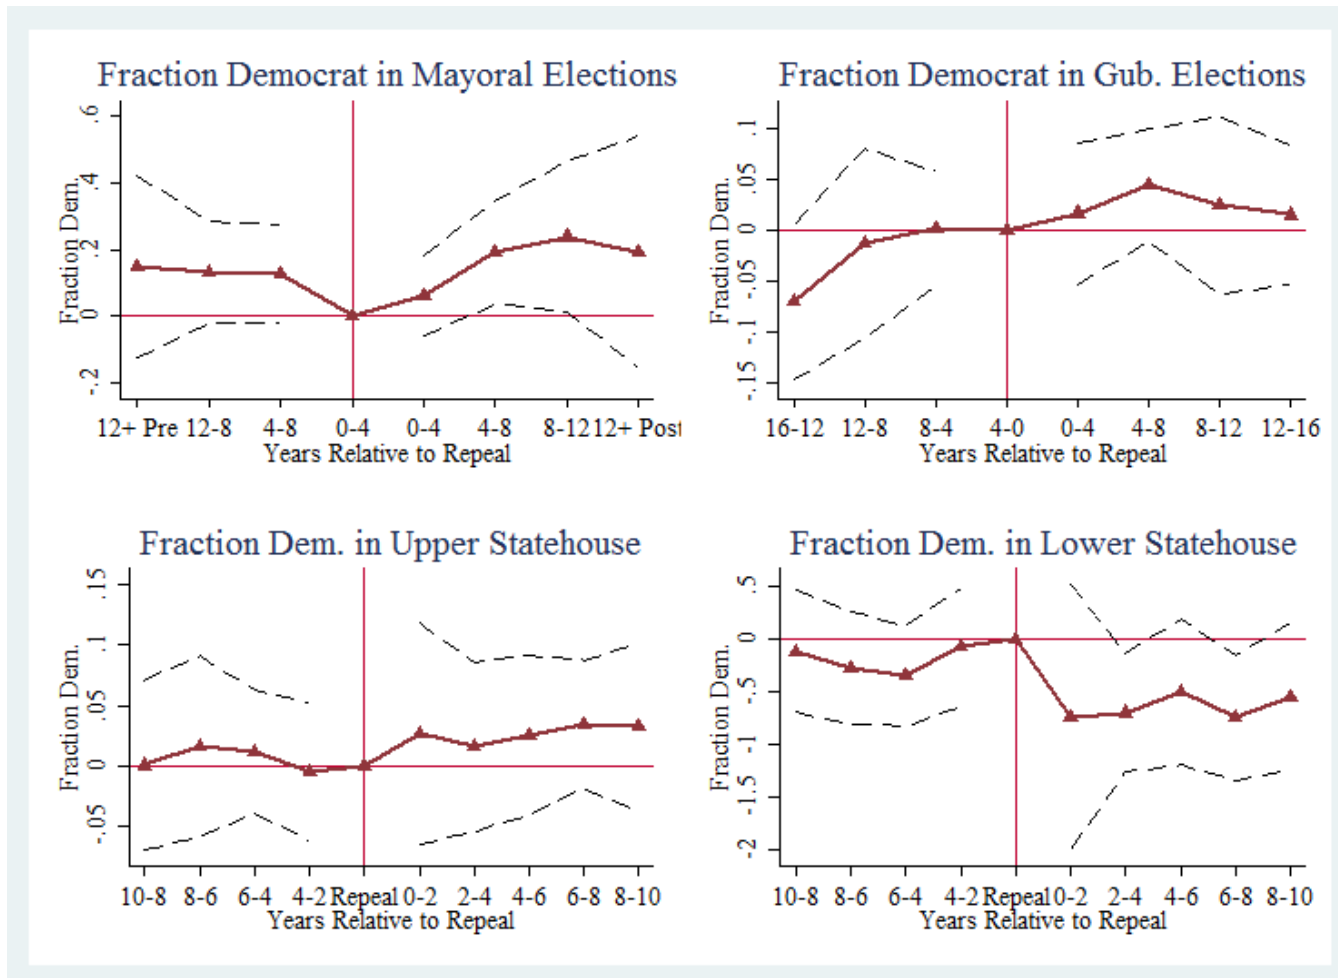 Fraction Democrat in Mayoral Elections
Fraction Dem.
.6
.4
.2
0
-.2
12+ Pre 12-8 4-8 0-4 0-4 4-8 8-12 12+ Post
Years Relative to Repeal
Fraction Democrat in Gub. Elections
Fraction Dem.
.1
.05
0
-.05
-.1
-.15
16-12 12-8 8-4 4-0 0-4 4-8 8-12 12-16
Years Relative to Repeal
Fraction Dem. in Upper Statehouse
Fraction Dem.
.15
.1
.05
0
-.05
10-8 8-6 6-4 4-2 Repeal 0-2 2-4 4-6 6-8 8-10
Years Relative to Repeal
Fraction Dem. in Lower Statehouse
Fraction Dem.
.5
0
-.5
-1
-1.5
-2
10-8 8-6 6-4 4-2 Repeal 0-2 2-4 4-6 6-8 8-10
Years Relative to Repeal